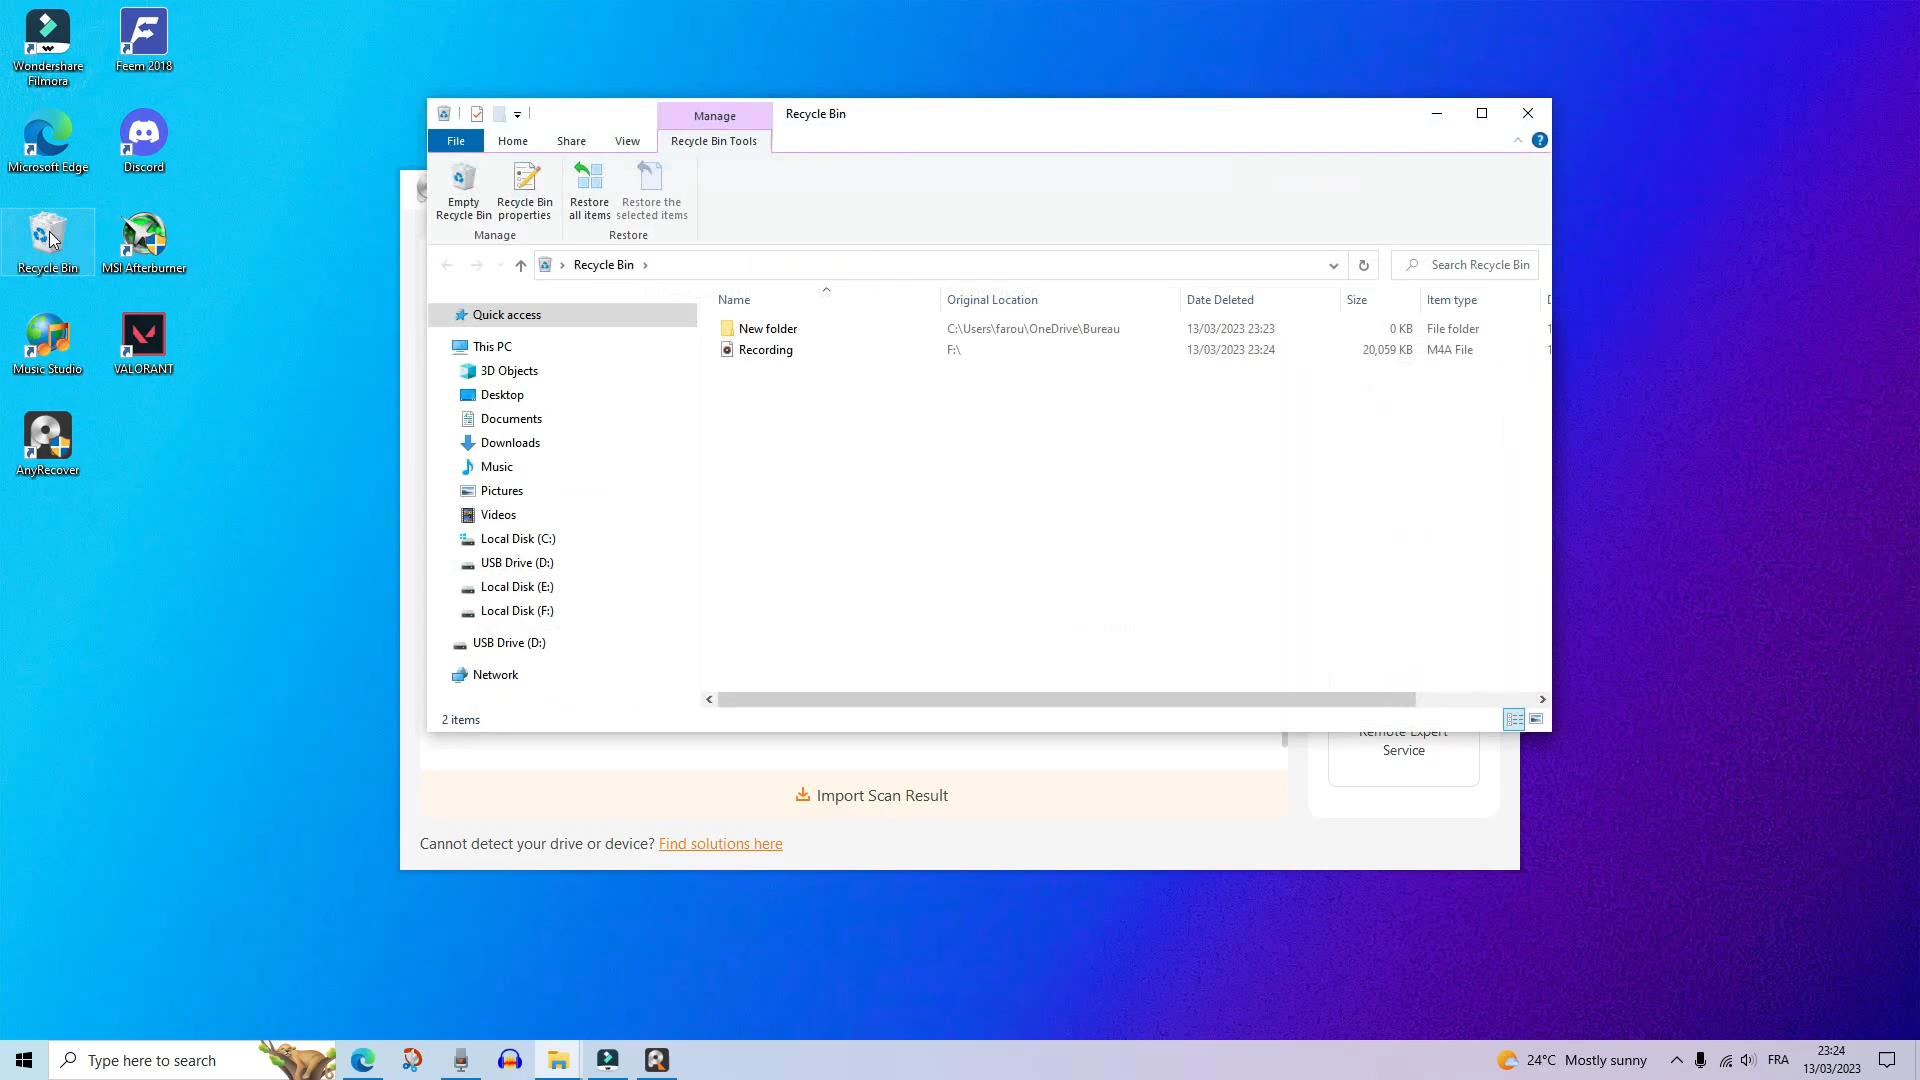 Wondershare
Filmora
Feem 2018
Microsoft Edge
Discord
Recycle Bin
MSI Afterburner
Music Studio
VALORANT
AnyRecover
Manage
Recycle Bin
File
Home
Share
View
Recycle Bin Tools
Empty
Recycle Bin
Recycle Bin
properties
Restore
all items
Restore the
selected items
Manage
Restore
Recycle Bin
Search Recycle Bin
Name
Original Location
Date Deleted
Size
Item type
New folder
C:\Users\farou\OneDrive\Bureau
13/03/2023 23:23
0 KB
File folder
Recording
F:\
13/03/2023 23:24
20,059 KB
M4A File
Quick access
This PC
3D Objects
Desktop
Documents
Downloads
Music
Pictures
Videos
Local Disk (C:)
USB Drive (D:)
Local Disk (E:)
Local Disk (F:)
USB Drive (D:)
Network
2 items
Remote Expert
Service
Import Scan Result
Cannot detect your drive or device? Find solutions here
Type here to search
24°C Mostly sunny
FRA
23:24
13/03/2023